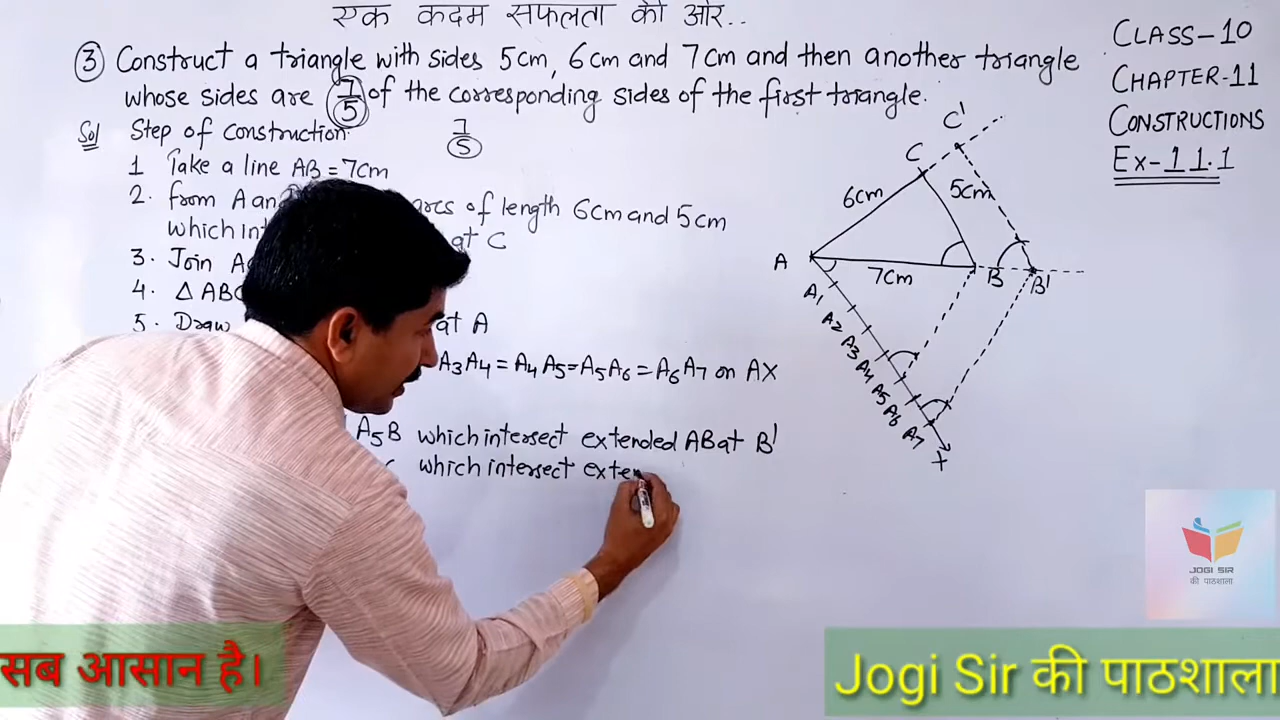 एक कदम सफलता की ओर..
③ Construct a triangle with sides 5cm, 6cm and 7cm and then another triangle
whose sides are 7/5 of the corresponding sides of the first triangle.
Sol Step of construction:
7/5
1 Take a line AB = 7cm
2. from A an arcs of length 6cm and 5cm
which at C
3. Join
4. △ ABC
5. Draw at A
A3A4 = A4A5 = A5A6 = A6A7 on AX
A5B which intersect extended AB at B'
which intersect exte
CLASS-10
CHAPTER-11
CONSTRUCTIONS
Ex-11.1
C'
C
6cm
5cm
A
7cm
B
B'
A1
A2
A3
A4
A5
A6
A7
X
JOGI SIR
की पाठशाला
सब आसान है।
Jogi Sir की पाठशाला